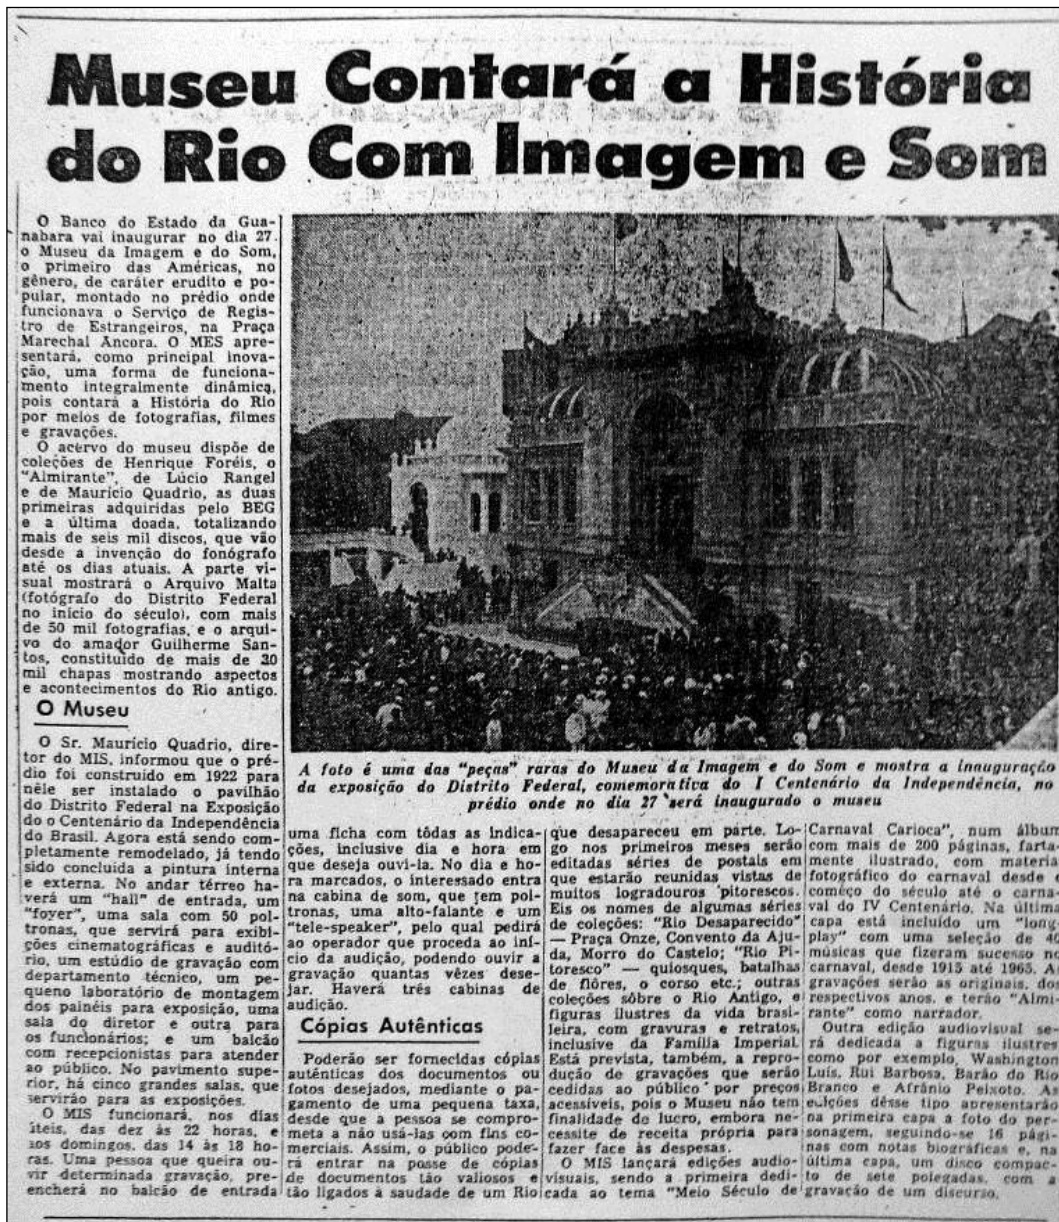 Museu Contará a História
do Rio Com Imagem e Som
O Banco do Estado da Gua-
nabara vai inaugurar no dia 27
o Museu da Imagem e do Som,
o primeiro das Américas, no
gênero, de caráter erudito e po-
pular, montado no prédio onde
funcionava o Serviço de Regis-
tro de Estrangeiros, na Praça
Marechal Ancora. O MES apre-
sentará, como principal inova-
ção, uma forma de funciona-
mento integralmente dinâmica,
pois contará a História do Rio
por meios de fotografias, filmes
e gravações.
O acervo do museu dispõe de
coleções de Henrique Foréis, o
"Almirante", de Lúcio Rangel
e de Maurício Quadrio, as duas
primeiras adquiridas pelo BEG
e a última doada, totalizando
mais de seis mil discos, que vão
desde a invenção do fonógrafo
até os dias atuais. A parte vi-
sual mostrará o Arquivo Malta
(fotógrafo do Distrito Federal
no início do século), com mais
de 50 mil fotografias, e o arqui-
vo do amador Guilherme San-
tos, constituído de mais de 20
mil chapas mostrando aspectos
e acontecimentos do Rio antigo.
O Museu
O Sr. Maurício Quadrio, dire-
tor do MIS, informou que o pré-
dio foi construído em 1922 para
nêle ser instalado o pavilhão
do Distrito Federal na Exposição
do o Centenário da Independência
do Brasil. Agora está sendo com-
pletamente remodelado, já tendo
sido concluída a pintura interna
e externa. No andar térreo ha-
verá um "hall" de entrada, um
"foyer", uma sala com 50 pol-
tronas, que servirá para exibi-
ções cinematográficas e auditó-
rio, um estúdio de gravação com
departamento técnico, um pe-
queno laboratório de montagem
dos painéis para exposição, uma
sala do diretor e outra para
os funcionários; e um balcão
com recepcionistas para atender
ao público. No pavimento supe-
rior, há cinco grandes salas, que
servirão para as exposições.
O MIS funcionará, nos dias
úteis, das dez às 22 horas, e
aos domingos, das 14 às 18 ho-
ras. Uma pessoa que queira ou-
vir determinada gravação, pre-
encherá no balcão de entrada
A foto é uma das "peças" raras do Museu da Imagem e do Som e mostra a inauguração
da exposição do Distrito Federal, comemorativa do I Centenário da Independência, no
prédio onde no dia 27 será inaugurado o museu
uma ficha com tôdas as indica-
ções, inclusive dia e hora em
que deseja ouvi-la. No dia e ho-
ra marcados, o interessado entra
na cabina de som, que tem pol-
tronas, uma alto-falante e um
"tele-speaker", pelo qual pedirá
ao operador que proceda ao iní-
cio da audição, podendo ouvir a
gravação quantas vêzes dese-
jar. Haverá três cabinas de
audição.
Cópias Autênticas
Poderão ser fornecidas cópias
autênticas dos documentos ou
fotos desejados, mediante o pa-
gamento de uma pequena taxa,
desde que a pessoa se compro-
meta a não usá-las com fins co-
merciais. Assim, o público pode-
rá entrar na posse de cópias
de documentos tão valiosos e
tão ligados à saudade de um Rio
que desapareceu em parte. Lo-
go nos primeiros meses serão
editadas séries de postais em
que estarão reunidas vistas de
muitos logradouros pitorescos.
Eis os nomes de algumas séries
de coleções: "Rio Desaparecido"
— Praça Onze, Convento da Aju-
da, Morro do Castelo; "Rio Pi-
toresco" — quiosques, batalhas
de flôres, o corso etc.; outras
coleções sôbre o Rio Antigo, e
figuras ilustres da vida brasi-
leira, com gravuras e retratos,
inclusive da Família Imperial.
Está prevista, também, a repro-
dução de gravações que serão
cedidas ao público por preços
acessíveis, pois o Museu não tem
finalidade de lucro, embora ne-
cessite de receita própria para
fazer face às despesas.
O MIS lançará edições audio-
visuais, sendo a primeira dedi-
cada ao tema "Meio Século de
Carnaval Carioca", num álbum
com mais de 200 páginas, farta-
mente ilustrado, com material
fotográfico do carnaval desde o
comêço do século até o carna-
val do IV Centenário. Na última
capa está incluído um "long-
play" com uma seleção de 40
músicas que fizeram sucesso no
carnaval, desde 1915 até 1965. As
gravações serão as originais, dos
respectivos anos, e terão "Almi-
rante" como narrador.
Outra edição audiovisual se-
rá dedicada a figuras ilustres
como por exemplo, Washington
Luís, Rui Barbosa, Barão do Rio
Branco e Afrânio Peixoto. As
edições dêsse tipo apresentarão
na primeira capa a foto do per-
sonagem, seguindo-se 16 pági-
nas com notas biográficas e, na
última capa, um disco compac-
to de sete polegadas, com a
gravação de um discurso.